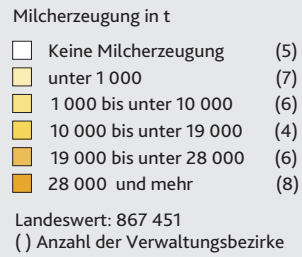 Milcherzeugung in t
Keine Milcherzeugung (5)
unter 1 000 (7)
1 000 bis unter 10 000 (6)
10 000 bis unter 19 000 (4)
19 000 bis unter 28 000 (6)
28 000 und mehr (8)
Landeswert: 867 451
( ) Anzahl der Verwaltungsbezirke